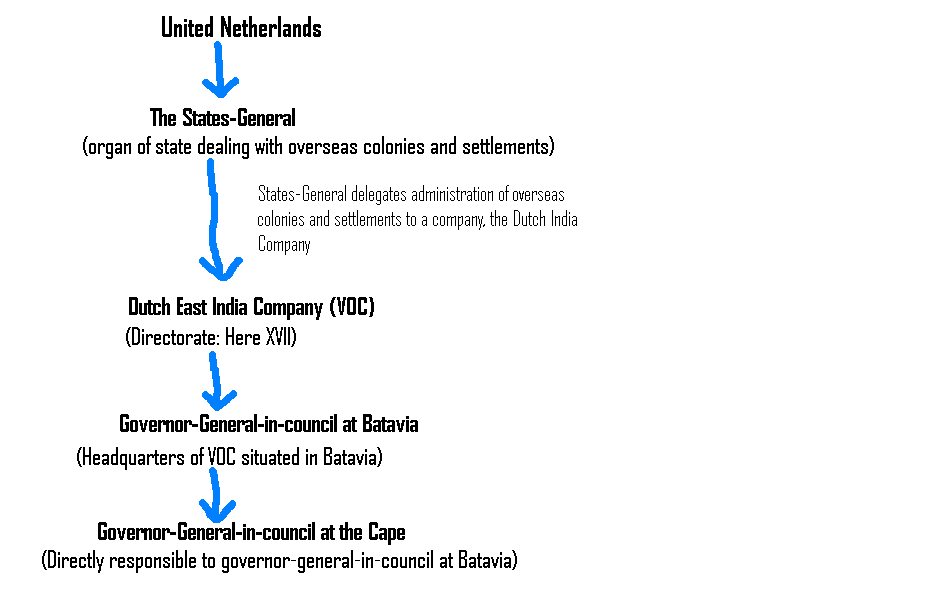 United Netherlands
The States-General
(organ of state dealing with overseas colonies and settlements)
States-General delegates administration of overseas
colonies and settlements to a company, the Dutch India
Company
Dutch East India Company (VOC)
(Directorate: Here XVII)
Governor-General-in-council at Batavia
(Headquarters of VOC situated in Batavia)
Governor-General-in-council at the Cape
(Directly responsible to governor-general-in-council at Batavia)